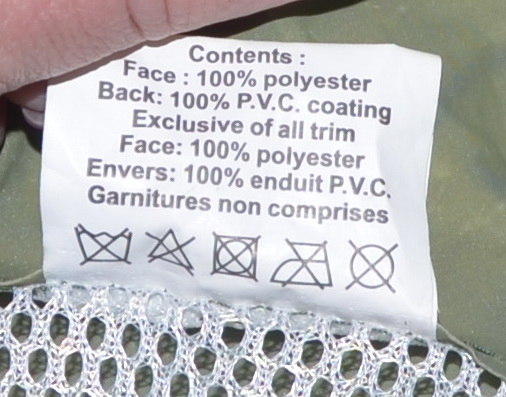 Contents :
Face : 100% polyester
Back: 100% P.V.C. coating
Exclusive of all trim
Face: 100% polyester
Envers: 100% enduit P.V.C.
Garnitures non comprises